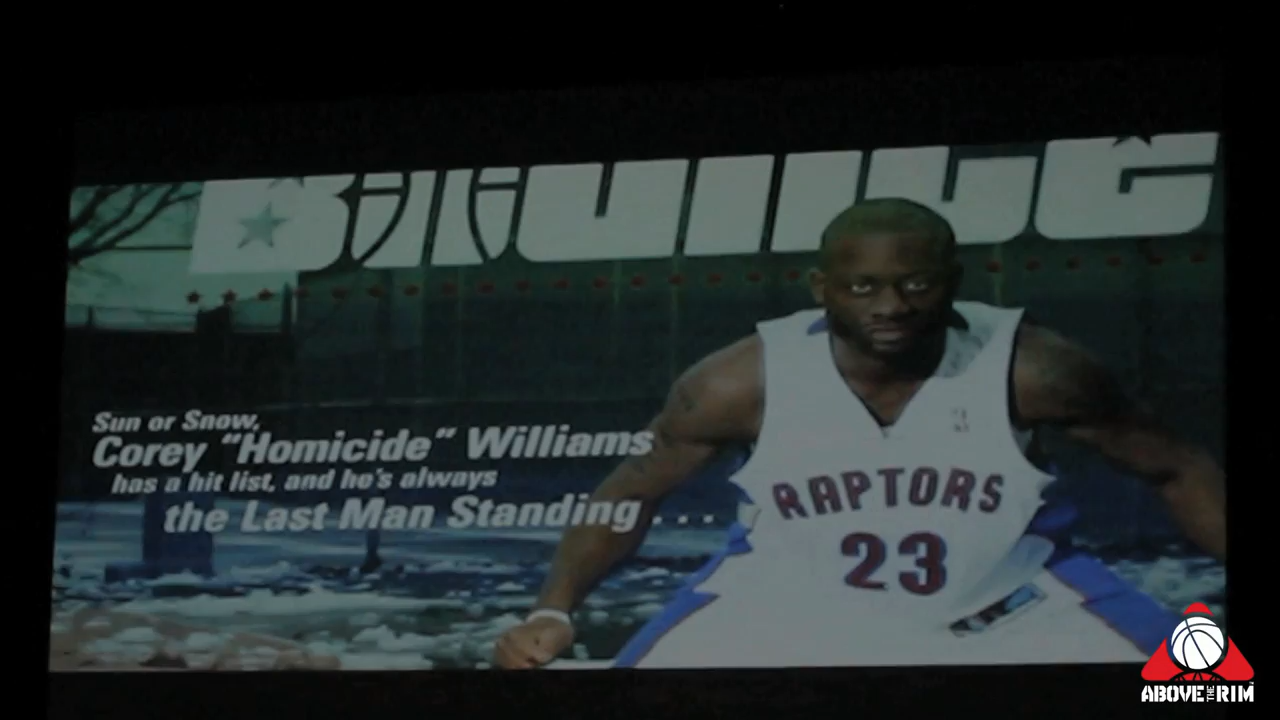 Sun or Snow,
Corey "Homicide" Williams
has a hit list, and he's always
the Last Man Standing...
RAPTORS
23
ABOVE THE RIM